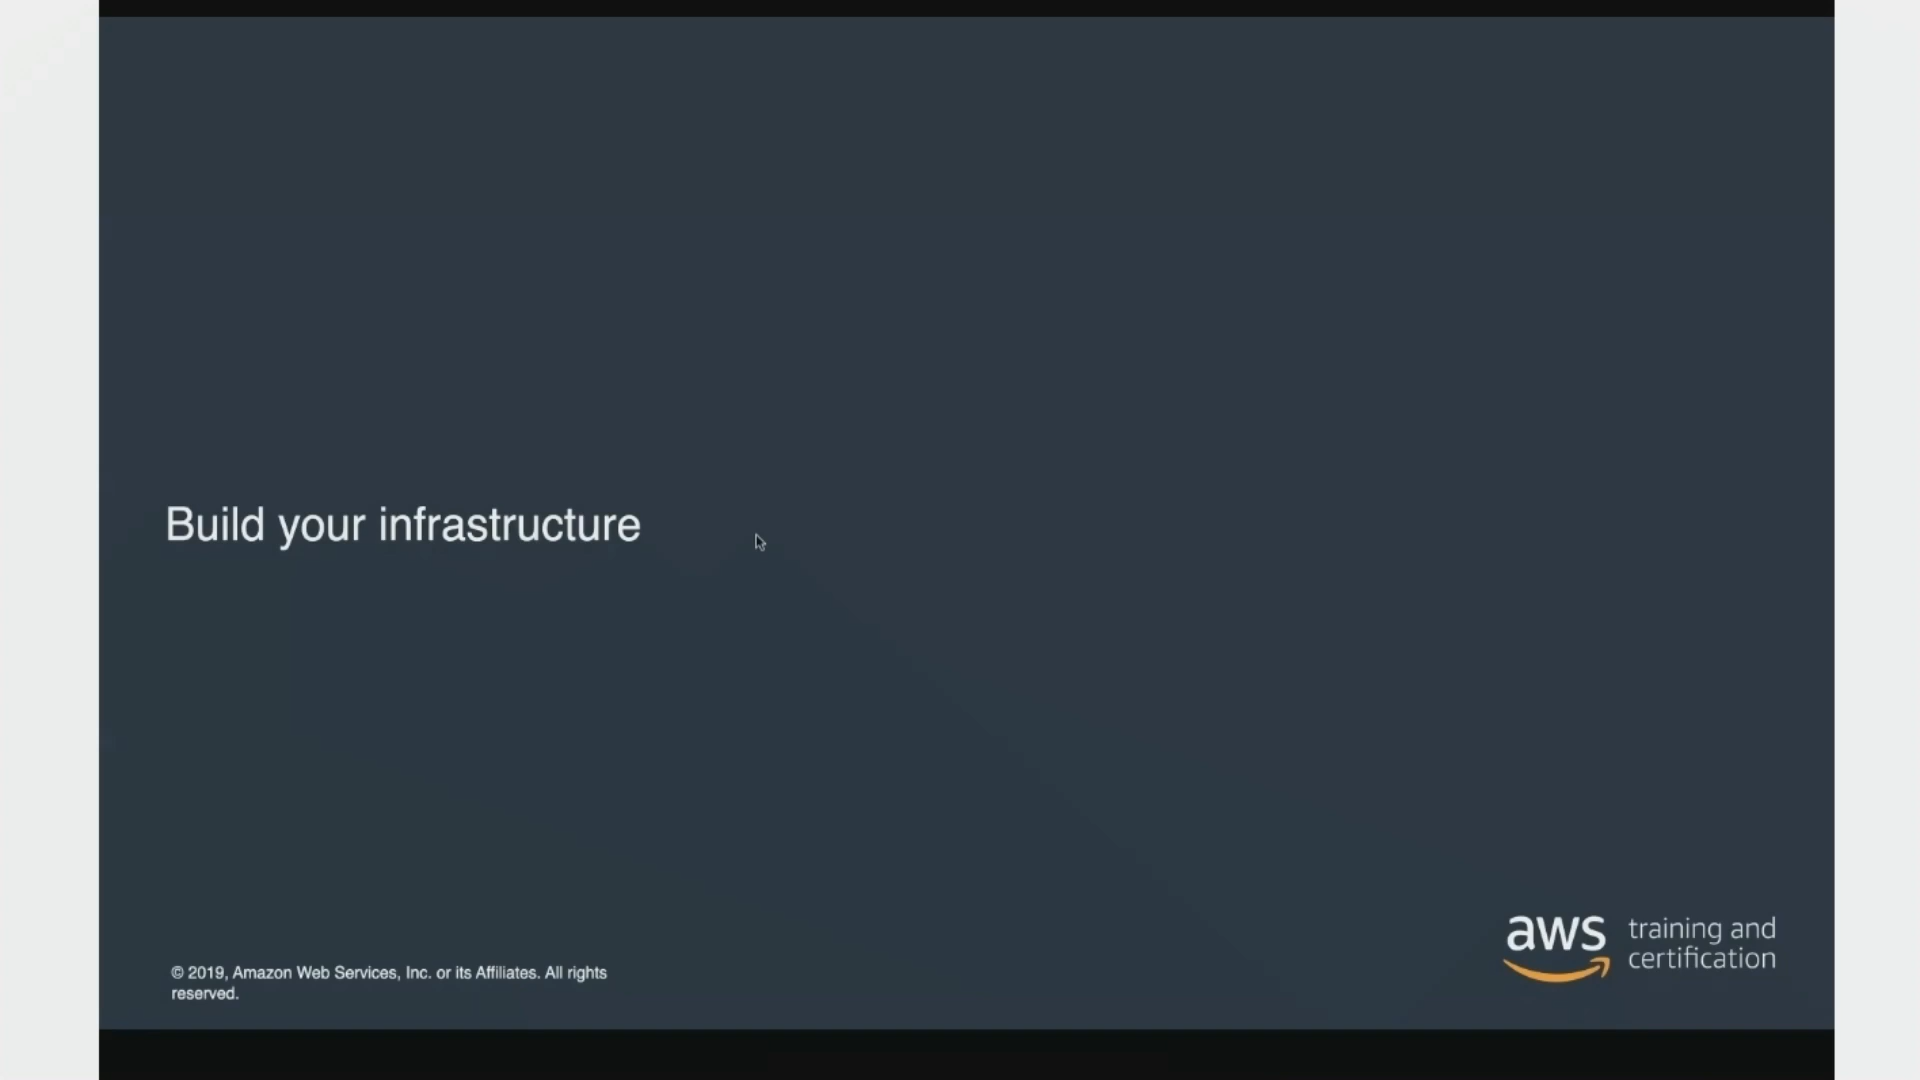 Build your infrastructure
© 2019, Amazon Web Services, Inc. or its Affiliates. All rights
reserved.
aws training and
certification